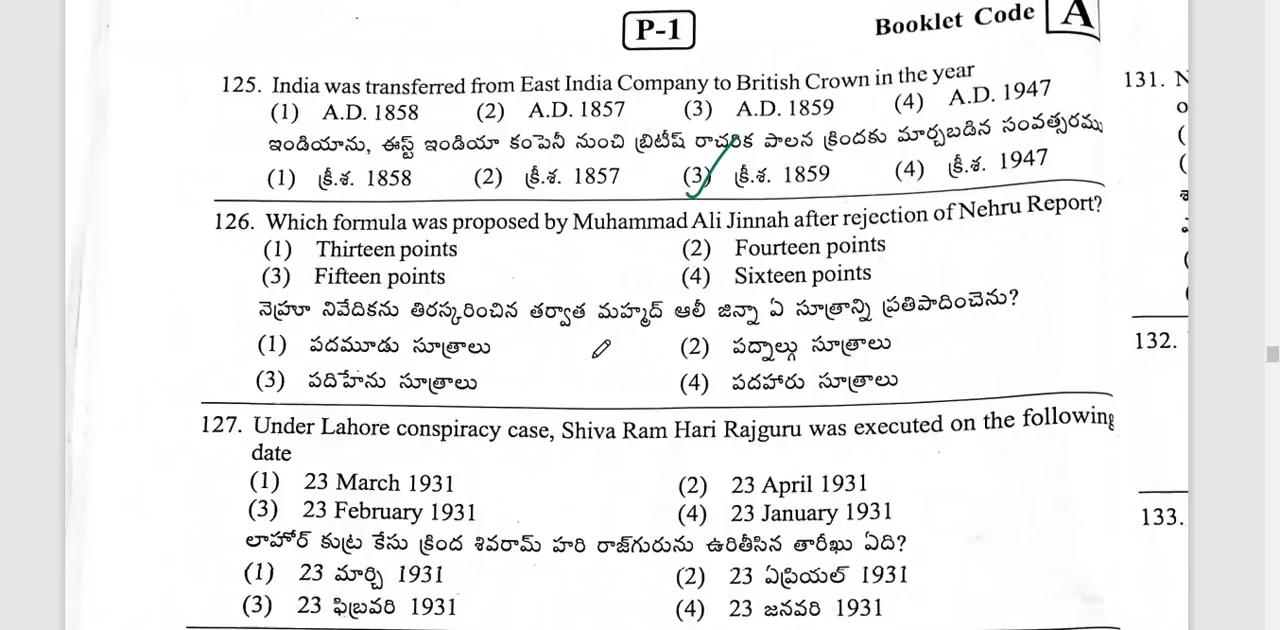 P-1
Booklet Code A
125. India was transferred from East India Company to British Crown in the year
(1) A.D. 1858 (2) A.D. 1857 (3) A.D. 1859 (4) A.D. 1947
ఇండియాను, ఈస్ట్ ఇండియా కంపెనీ నుంచి బ్రిటీష్ రాచరిక పాలన క్రిందకు మార్చబడిన సంవత్సరము
(1) క్రీ.శ. 1858 (2) క్రీ.శ. 1857 (3) క్రీ.శ. 1859 (4) క్రీ.శ. 1947
126. Which formula was proposed by Muhammad Ali Jinnah after rejection of Nehru Report?
(1) Thirteen points (2) Fourteen points
(3) Fifteen points (4) Sixteen points
నెహ్రూ నివేదికను తిరస్కరించిన తర్వాత మహ్మద్ ఆలీ జిన్నా ఏ సూత్రాన్ని ప్రతిపాదించెను?
(1) పదమూడు సూత్రాలు (2) పద్నాల్గు సూత్రాలు
(3) పదిహేను సూత్రాలు (4) పదహారు సూత్రాలు
127. Under Lahore conspiracy case, Shiva Ram Hari Rajguru was executed on the following
date
(1) 23 March 1931 (2) 23 April 1931
(3) 23 February 1931 (4) 23 January 1931
లాహోర్ కుట్ర కేసు క్రింద శివరామ్ హరి రాజ్‌గురును ఉరితీసిన తారీఖు ఏది?
(1) 23 మార్చి 1931 (2) 23 ఏప్రియల్ 1931
(3) 23 ఫిబ్రవరి 1931 (4) 23 జనవరి 1931
131. N
132.
133.